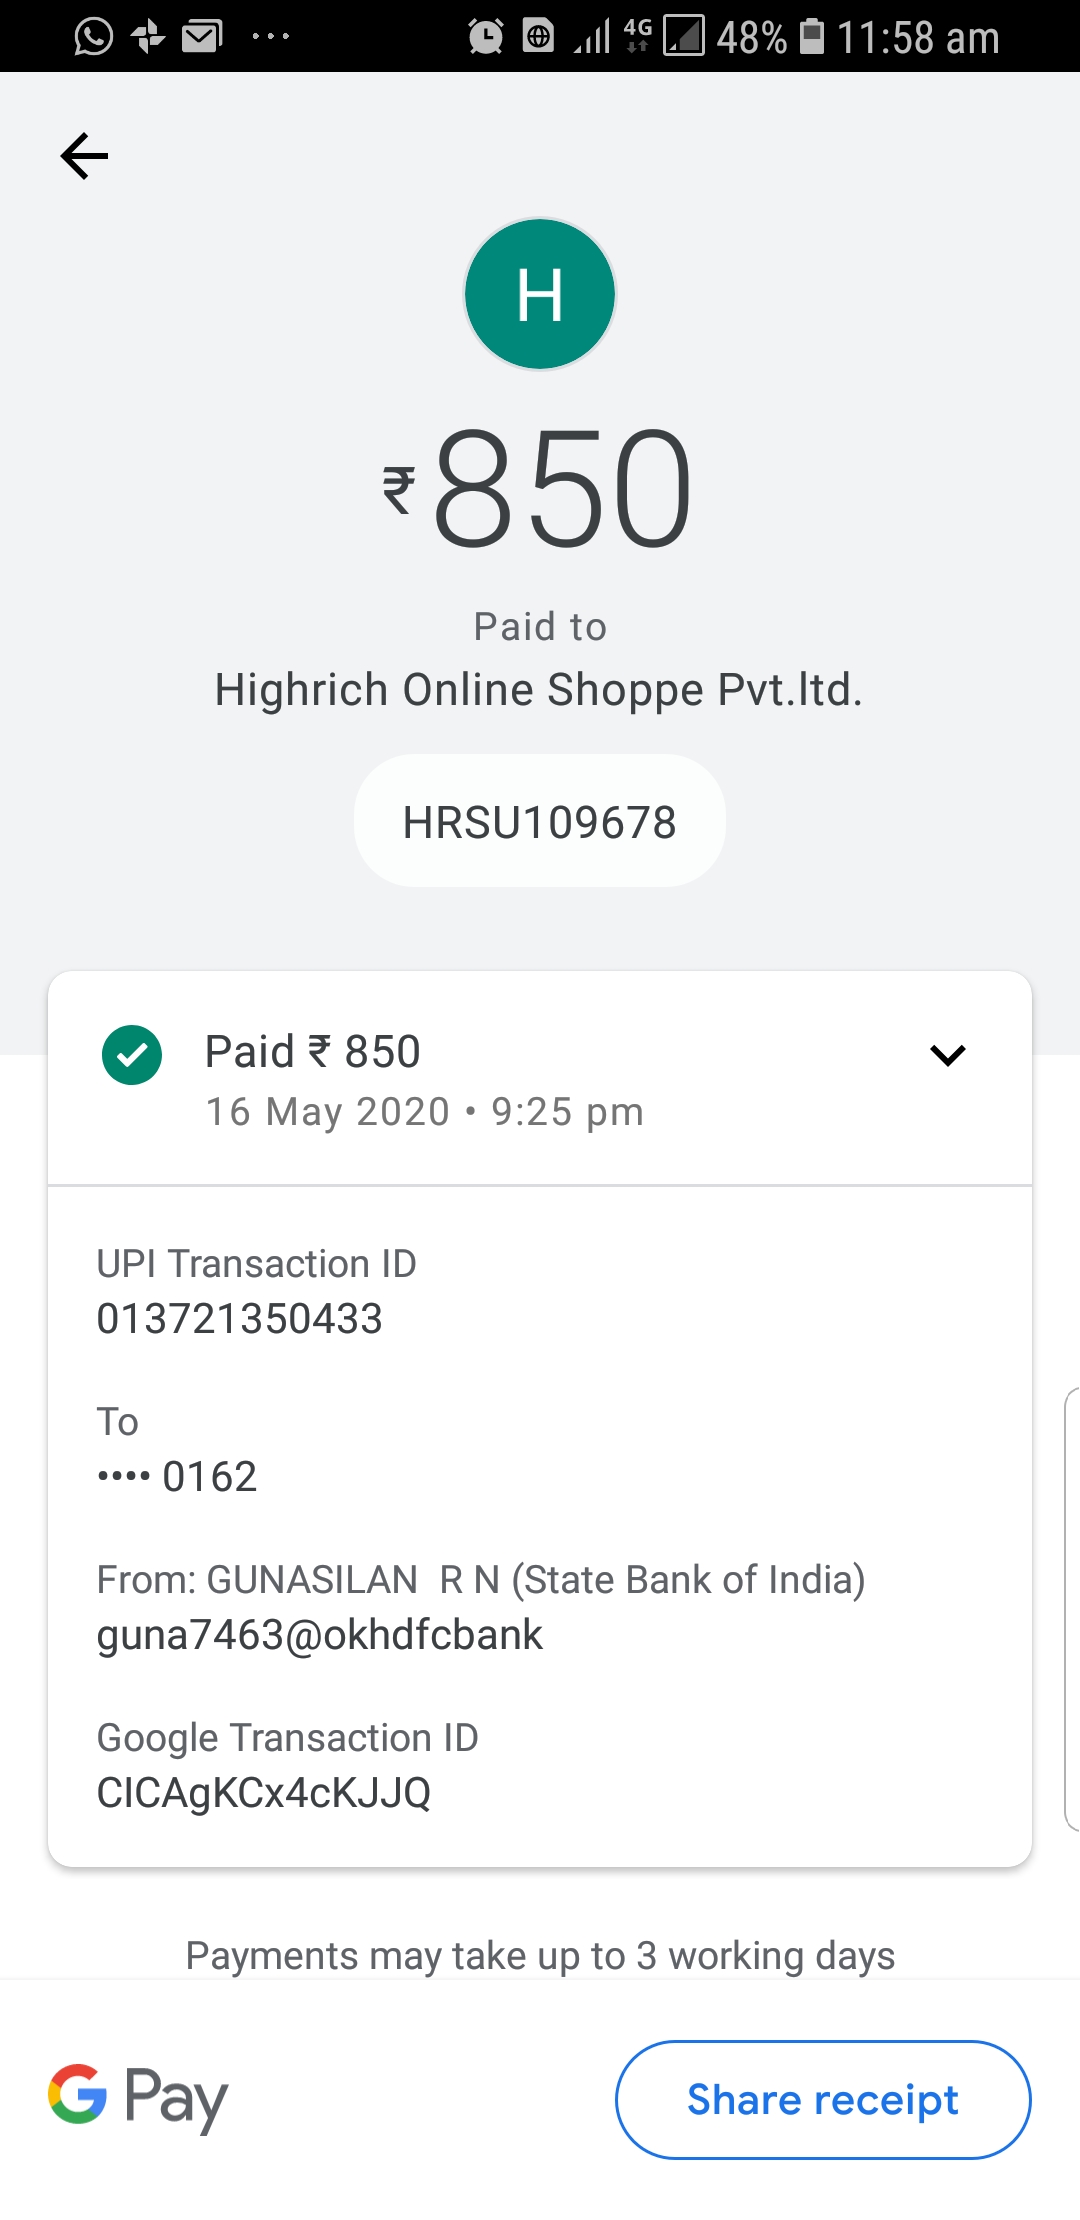 4G 48% 11:58 am
H
₹850
Paid to
Highrich Online Shoppe Pvt.ltd.
HRSU109678
Paid ₹ 850
16 May 2020 • 9:25 pm
UPI Transaction ID
013721350433
To
•••• 0162
From: GUNASILAN  R N (State Bank of India)
guna7463@okhdfcbank
Google Transaction ID
CICAgKCx4cKJJQ
Payments may take up to 3 working days
G Pay
Share receipt